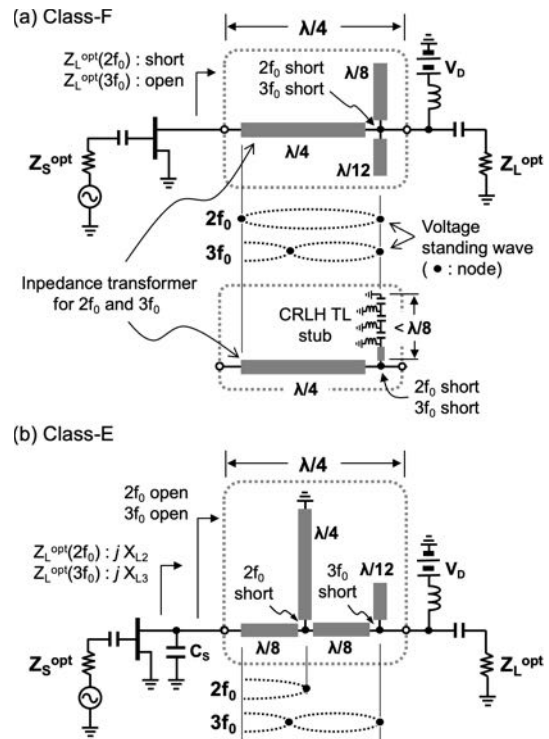 (a) Class-F
λ/4
Z_L^opt(2f₀) : short
Z_L^opt(3f₀) : open
2f₀ short
3f₀ short
λ/8
V_D
Z_S^opt
λ/4
λ/12
Z_L^opt
2f₀
3f₀
Voltage
standing wave
( ● : node)
Inpedance transformer
for 2f₀ and 3f₀
CRLH TL
stub
< λ/8
λ/4
2f₀ short
3f₀ short
(b) Class-E
λ/4
2f₀ open
3f₀ open
Z_L^opt(2f₀) : j X_L2
Z_L^opt(3f₀) : j X_L3
λ/4
2f₀
short
3f₀
short
λ/12
V_D
Z_S^opt
C_S
λ/8
λ/8
Z_L^opt
2f₀
3f₀